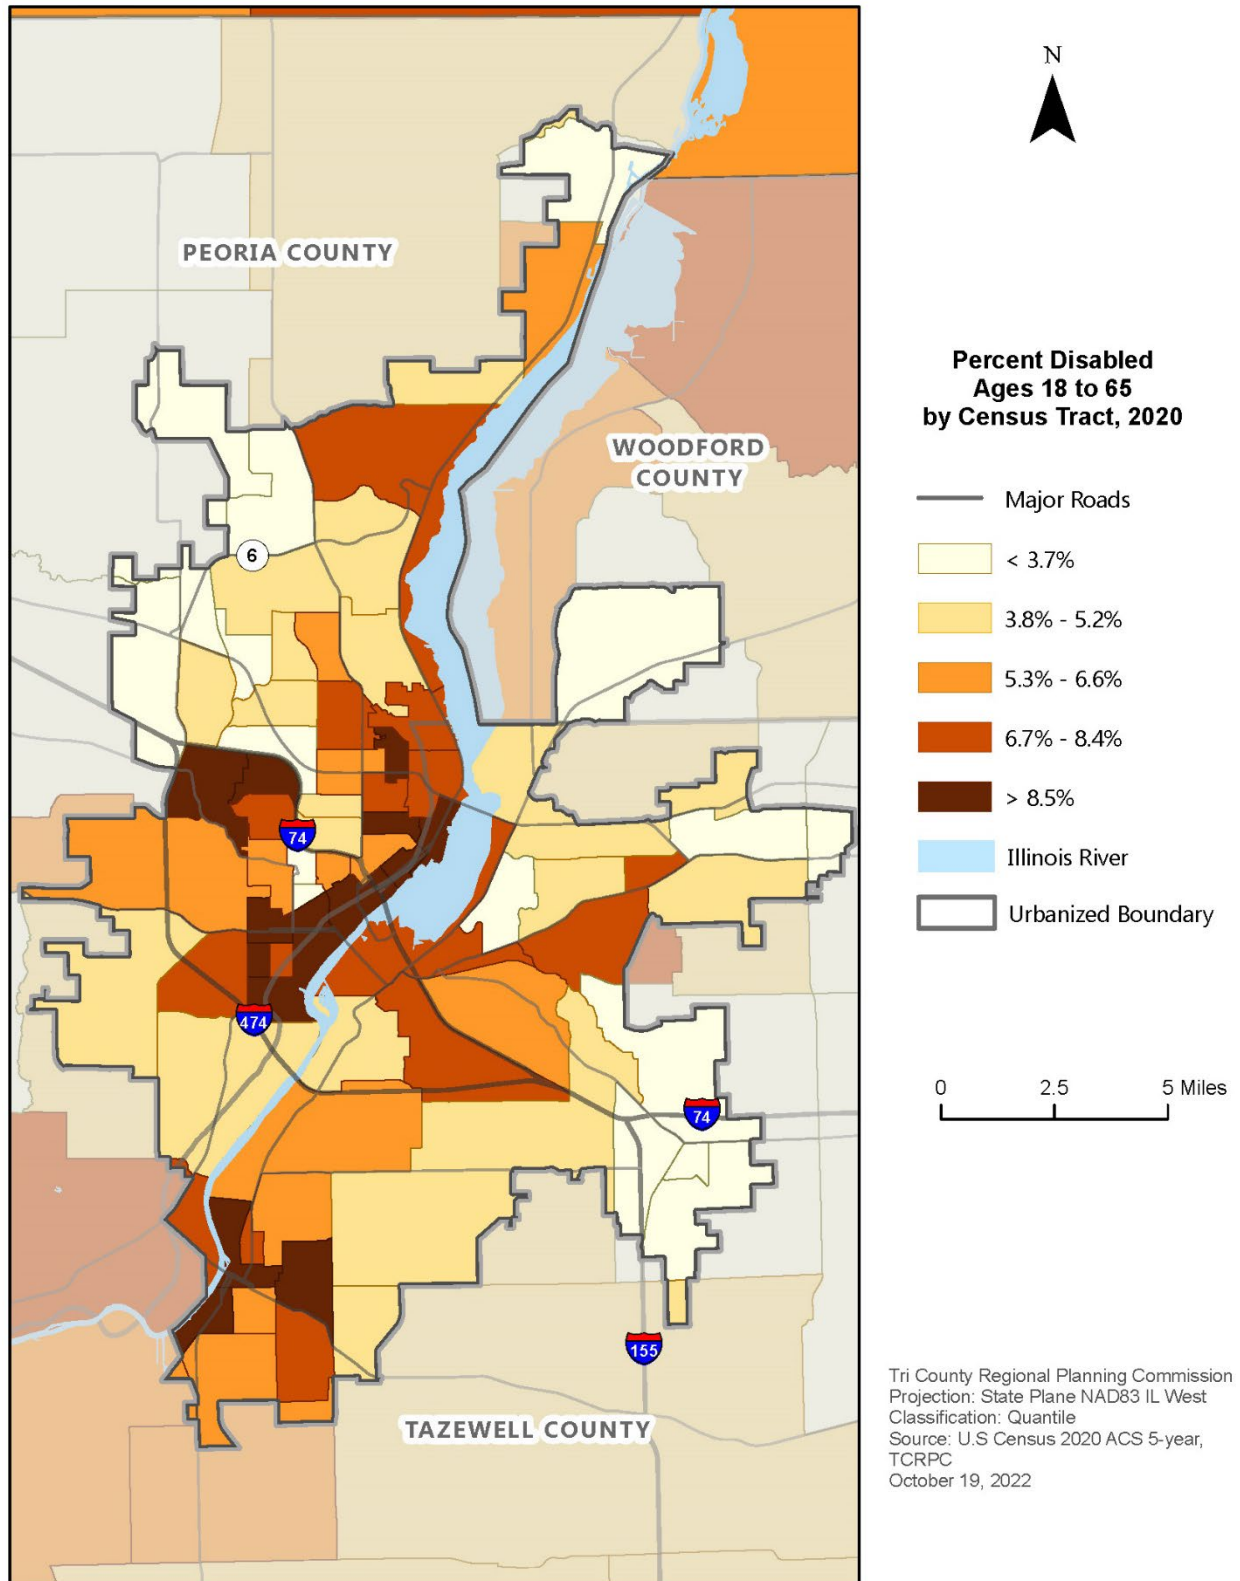 N
PEORIA COUNTY
WOODFORD
COUNTY
6
74
474
74
155
TAZEWELL COUNTY
Percent Disabled
Ages 18 to 65
by Census Tract, 2020
Major Roads
< 3.7%
3.8% - 5.2%
5.3% - 6.6%
6.7% - 8.4%
> 8.5%
Illinois River
Urbanized Boundary
0 2.5 5 Miles
Tri County Regional Planning Commission
Projection: State Plane NAD83 IL West
Classification: Quantile
Source: U.S Census 2020 ACS 5-year,
TCRPC
October 19, 2022